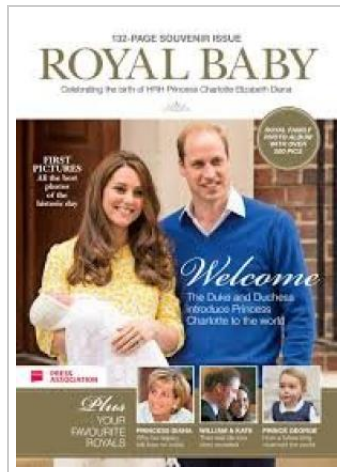 132-PAGE SOUVENIR ISSUE
ROYAL BABY
Celebrating the birth of HRH Princess Charlotte Elizabeth Diana
ROYAL FAMILY
PHOTO ALBUM
WITH OVER
FIRST
PICTURES
All the best
photos
of the
historic day
Welcome
The Duke and Duchess
introduce Princess
Charlotte to the world
PRESS
ASSOCIATION
Plus
YOUR
FAVOURITE
ROYALS
PRINCESS DIANA
WILLIAM & KATE
PRINCE GEORGE